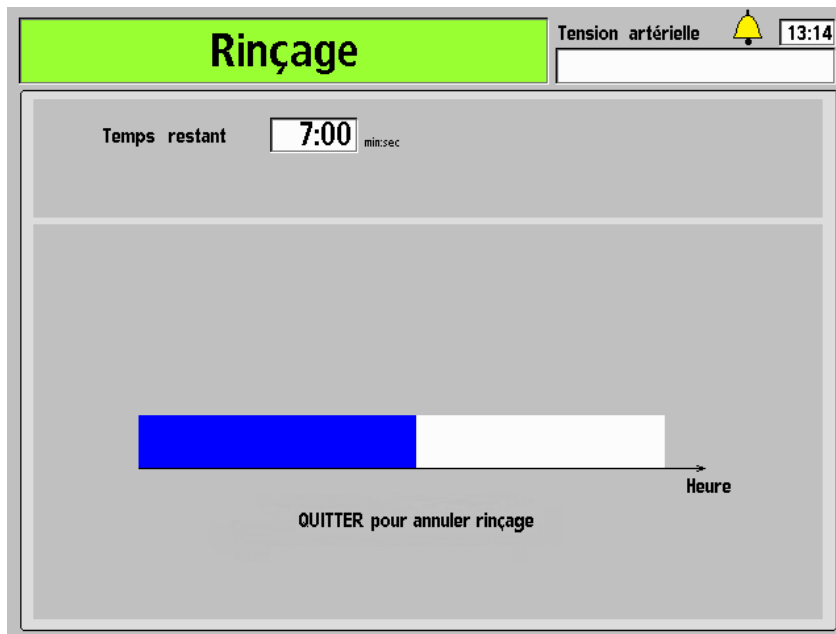 Rinçage
Tension artérielle
13:14
Temps restant 7:00 min:sec
Heure
QUITTER pour annuler rinçage